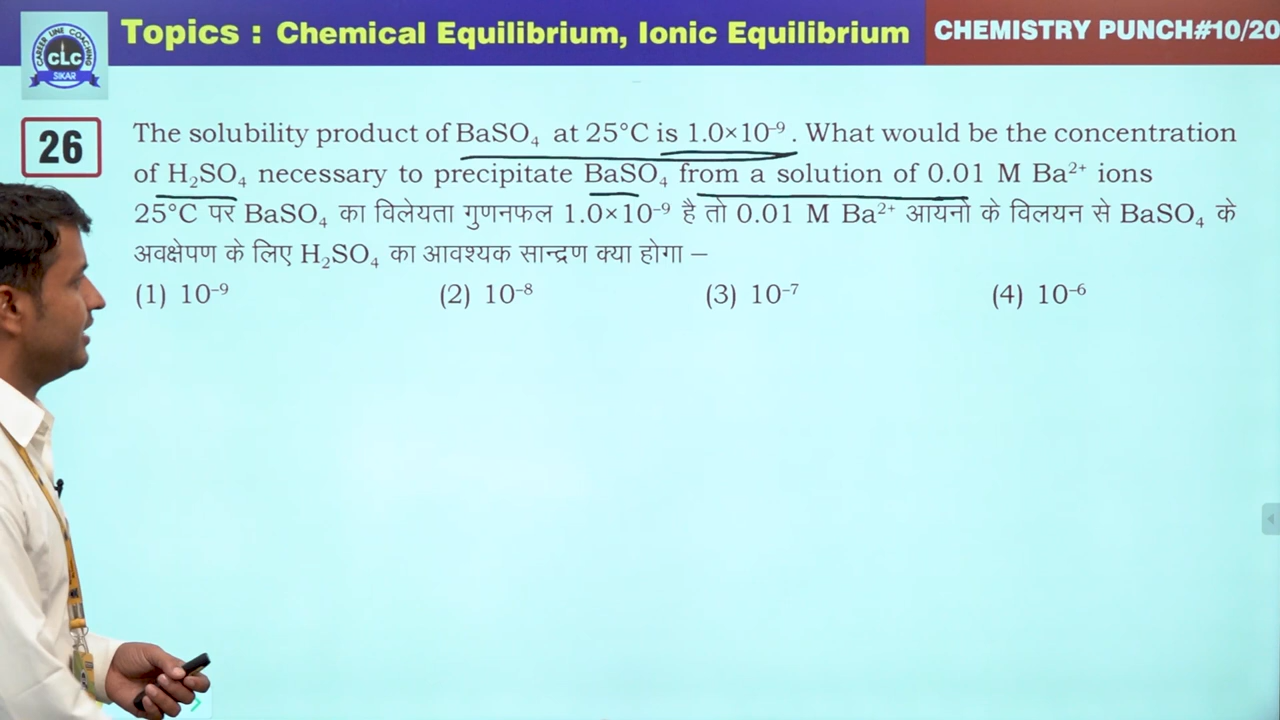 Topics : Chemical Equilibrium, Ionic Equilibrium
CHEMISTRY PUNCH#10/20
CAREER LINE COACHING
CLC
SIKAR
26
The solubility product of BaSO₄ at 25°C is 1.0×10⁻⁹. What would be the concentration
of H₂SO₄ necessary to precipitate BaSO₄ from a solution of 0.01 M Ba²⁺ ions
25°C पर BaSO₄ का विलेयता गुणनफल 1.0×10⁻⁹ है तो 0.01 M Ba²⁺ आयनों के विलयन से BaSO₄ के
अवक्षेपण के लिए H₂SO₄ का आवश्यक सान्द्रण क्या होगा –
(1) 10⁻⁹ (2) 10⁻⁸ (3) 10⁻⁷ (4) 10⁻⁶